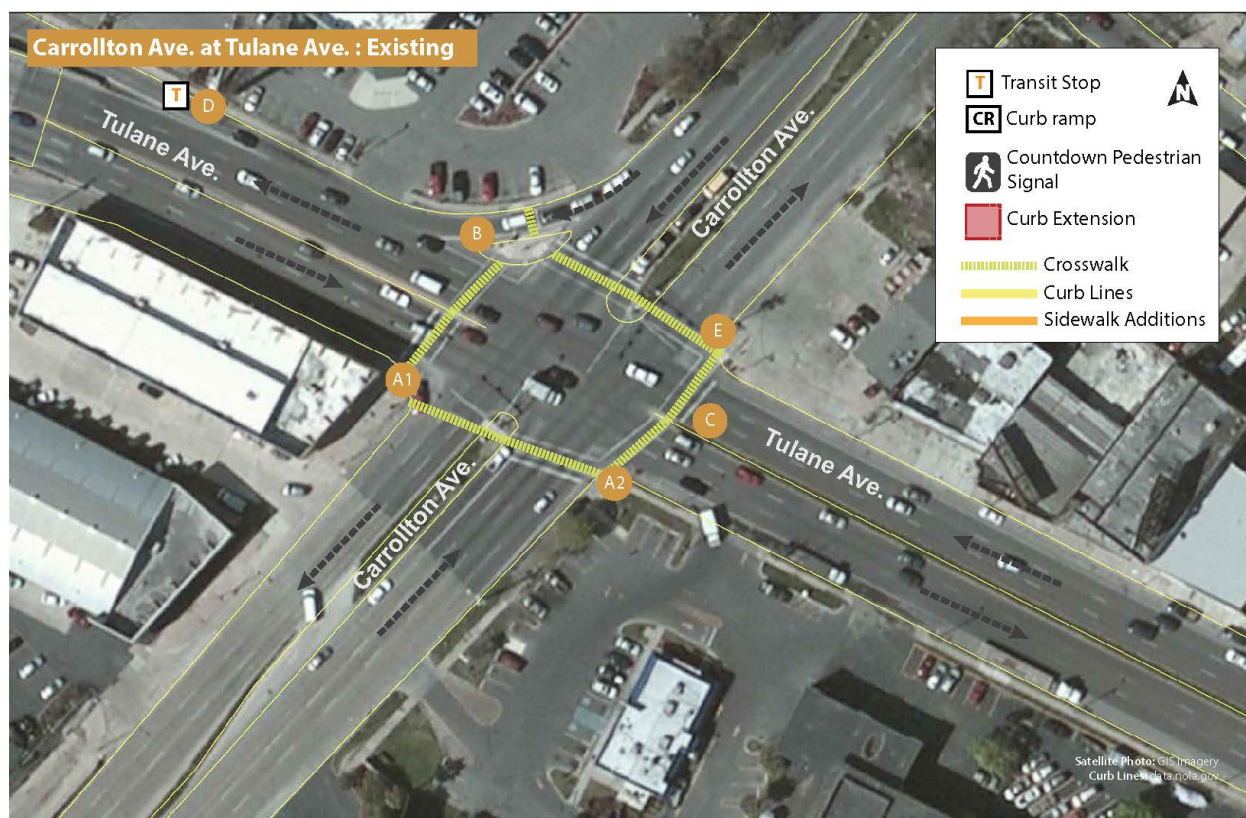 Carrollton Ave. at Tulane Ave. : Existing
T
D
Tulane Ave.
B
Carrollton Ave.
E
A1
C
Tulane Ave.
A2
Carrollton Ave.
T Transit Stop
N
CR Curb ramp
Countdown Pedestrian
Signal
Curb Extension
Crosswalk
Curb Lines
Sidewalk Additions
Satellite Photo: GIS Imagery
Curb Lines: data.nola.gov